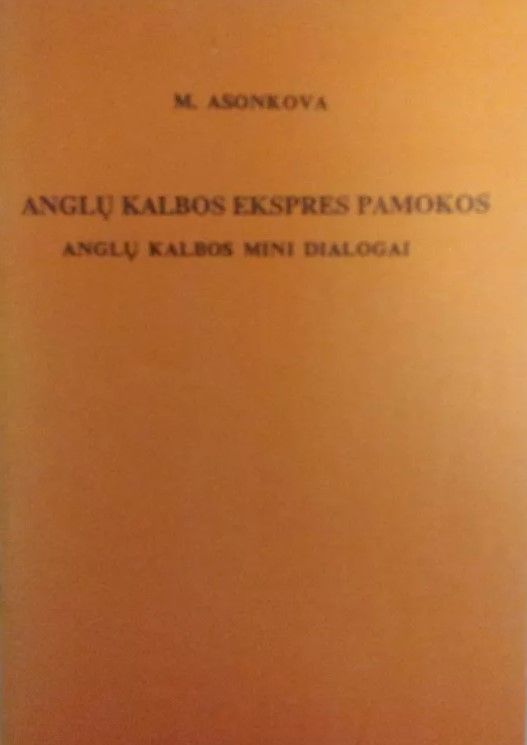 M. ASONKOVA
ANGLŲ KALBOS EKSPRES PAMOKOS
ANGLŲ KALBOS MINI DIALOGAI